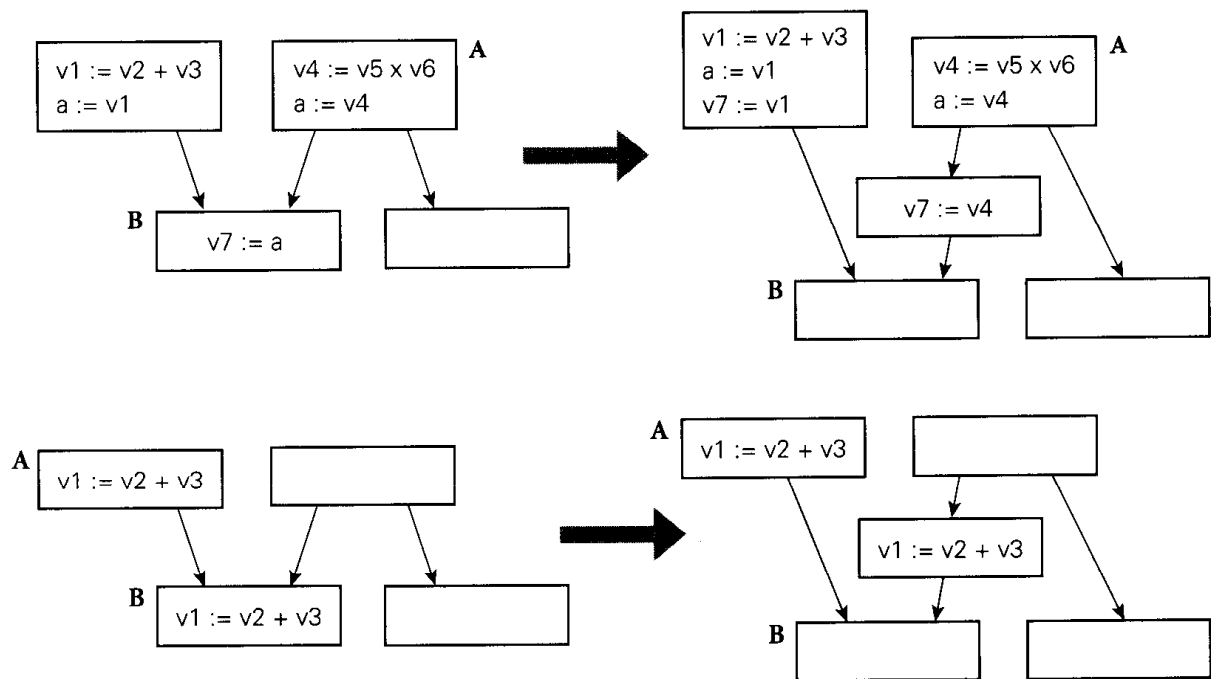 v1 := v2 + v3
a := v1
A
v4 := v5 x v6
a := v4
B
v7 := a
v1 := v2 + v3
a := v1
v7 := v1
A
v4 := v5 x v6
a := v4
v7 := v4
B
A
v1 := v2 + v3
B
v1 := v2 + v3
A
v1 := v2 + v3
v1 := v2 + v3
B